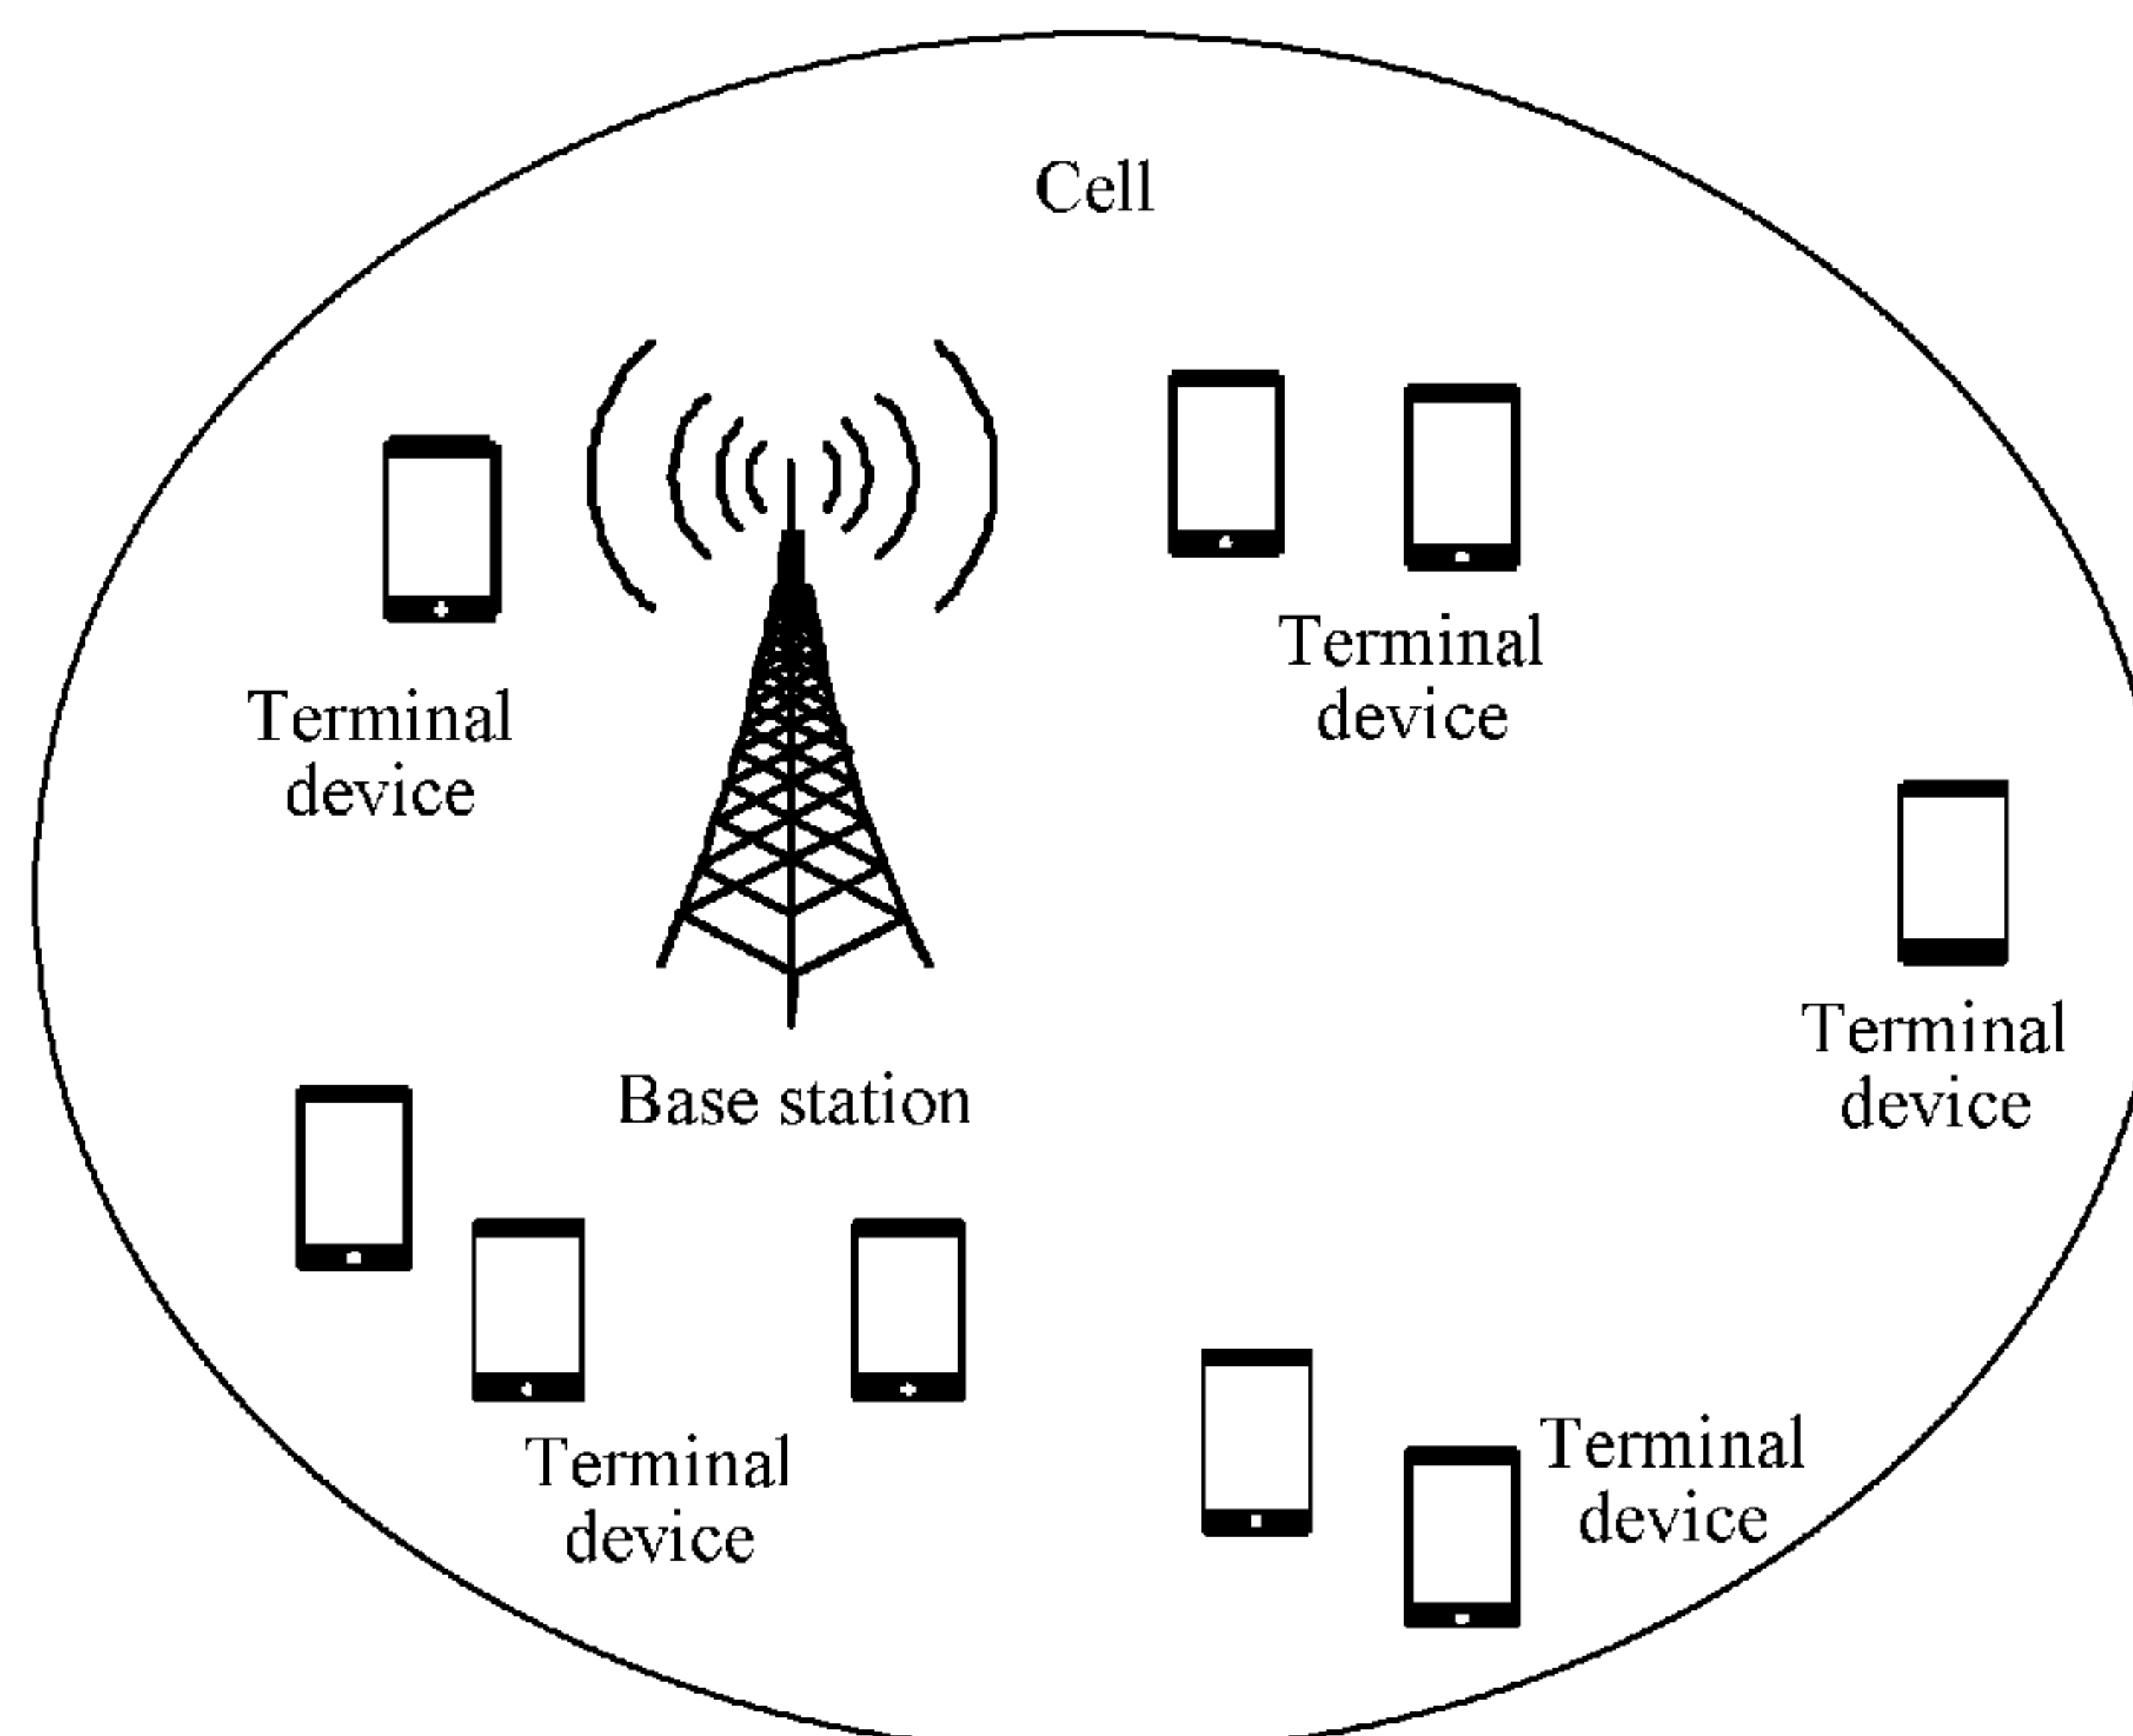 Cell
Terminal
device
Terminal
device
Terminal
device
Base station
Terminal
device
Terminal
device